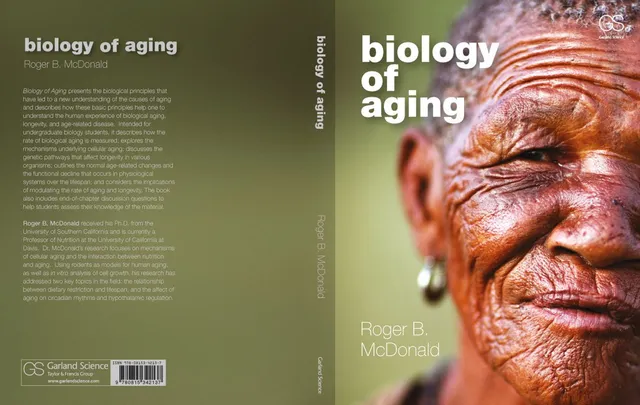 biology of aging
Roger B. McDonald
Biology of Aging presents the biological principles that
have led to a new understanding of the causes of aging
and describes how these basic principles help one to
understand the human experience of biological aging,
longevity, and age-related disease. Intended for
undergraduate biology students, it describes how the
rate of biological aging is measured; explores the
mechanisms underlying cellular aging; discusses the
genetic pathways that affect longevity in various
organisms; outlines the normal age-related changes and
the functional decline that occurs in physiological
systems over the lifespan; and considers the implications
of modulating the rate of aging and longevity. The book
also includes end-of-chapter discussion questions to
help students assess their knowledge of the material.
Roger B. McDonald received his Ph.D. from the
University of Southern California and is currently a
Professor of Nutrition at the University of California at
Davis. Dr. McDonald's research focuses on mechanisms
of cellular aging and the interaction between nutrition
and aging. Using rodents as models for human aging,
as well as in vitro analysis of cell growth, his research has
addressed two key topics in the field: the relationship
between dietary restriction and lifespan, and the effect of
aging on circadian rhythms and hypothalamic regulation.
GS Garland Science
Taylor & Francis Group
www.garlandscience.com
9 780815 342137
biology of aging
Roger B. McDonald
Garland Science
GS
biology
of
aging
Roger B.
McDonald